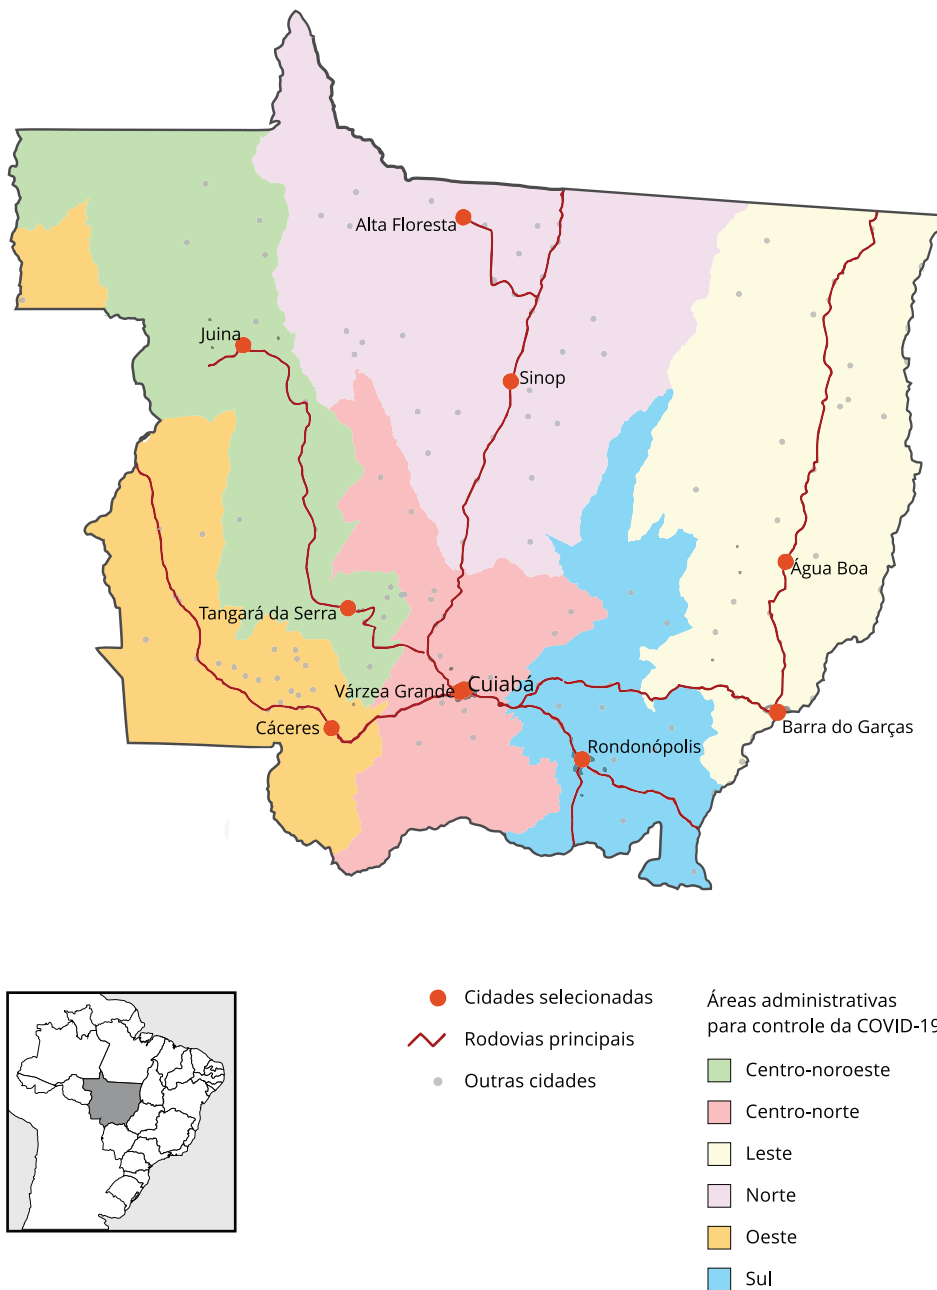 Alta Floresta
Juina
Sinop
Água Boa
Tangará da Serra
Várzea Grande
Cuiabá
Cáceres
Barra do Garças
Rondonópolis
Cidades selecionadas
Rodovias principais
Outras cidades
Áreas administrativas
para controle da COVID-19
Centro-noroeste
Centro-norte
Leste
Norte
Oeste
Sul